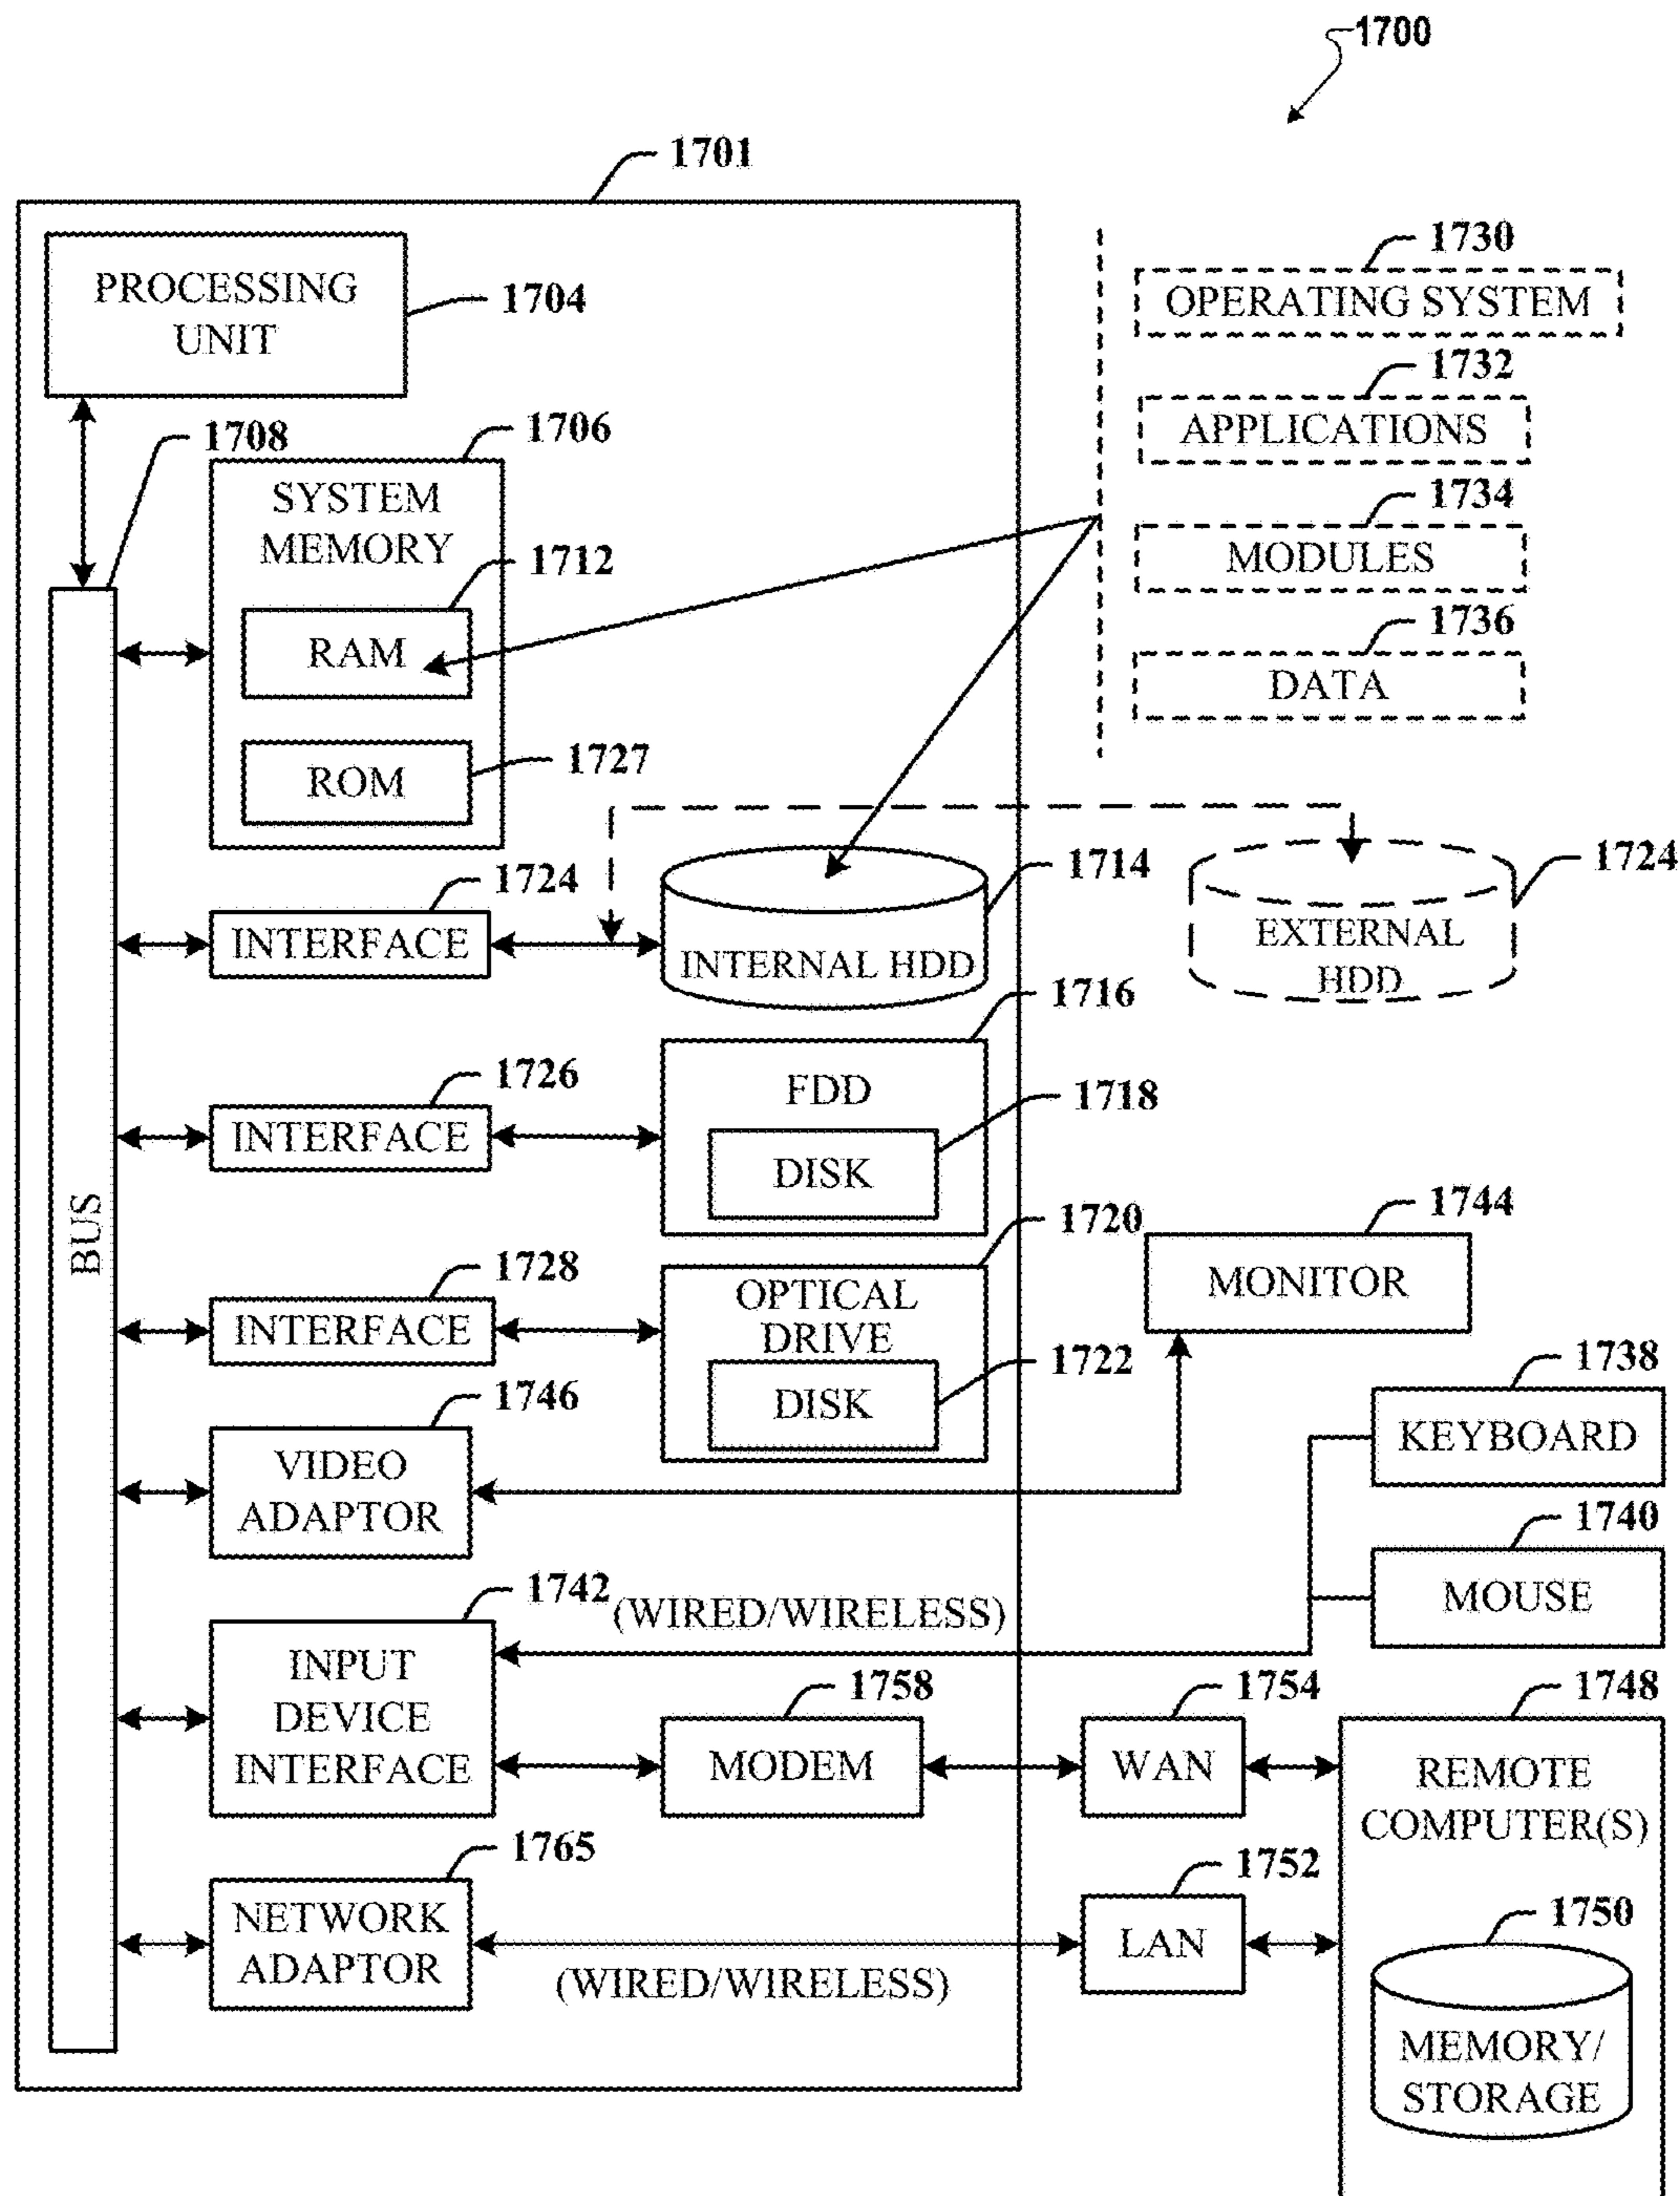 1700
1701
PROCESSING
UNIT
1704
1730
OPERATING SYSTEM
1732
APPLICATIONS
1734
MODULES
1736
DATA
1708
1706
SYSTEM
MEMORY
1712
RAM
ROM
1727
1724
INTERFACE
1714
INTERNAL HDD
1724
EXTERNAL
HDD
1716
1726
INTERFACE
FDD
1718
DISK
BUS
1720
1728
INTERFACE
OPTICAL
DRIVE
1722
DISK
1744
MONITOR
1738
KEYBOARD
1746
VIDEO
ADAPTOR
1740
MOUSE
1742
(WIRED/WIRELESS)
INPUT
DEVICE
INTERFACE
1758
MODEM
1754
WAN
1748
REMOTE
COMPUTER(S)
1765
NETWORK
ADAPTOR
(WIRED/WIRELESS)
1752
LAN
1750
MEMORY/
STORAGE